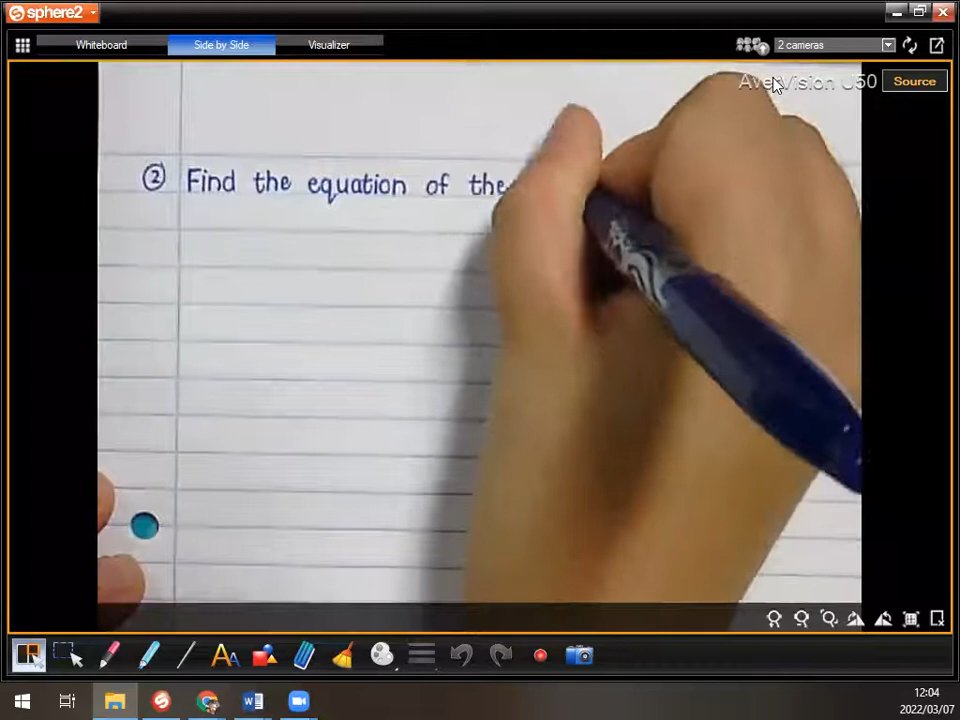 sphere2
Whiteboard
Side by Side
Visualizer
2 cameras
Source
② Find the equation of the
12:04
2022/03/07